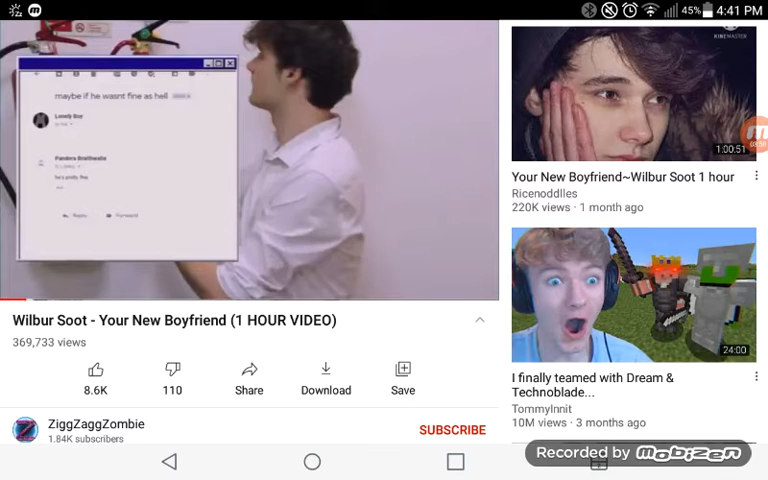 45% 4:41 PM
maybe if he wasnt fine as hell
Lonely Boy
Pandora Braithwaite
Reply Forward
KINEMASTER
1:00:51
Your New Boyfriend~Wilbur Soot 1 hour
Ricenoddlles
220K views · 1 month ago
24:00
I finally teamed with Dream &
Technoblade...
TommyInnit
10M views · 3 months ago
Wilbur Soot - Your New Boyfriend (1 HOUR VIDEO)
369,733 views
8.6K 110 Share Download Save
ZiggZaggZombie
1.84K subscribers
SUBSCRIBE
Recorded by mobizen